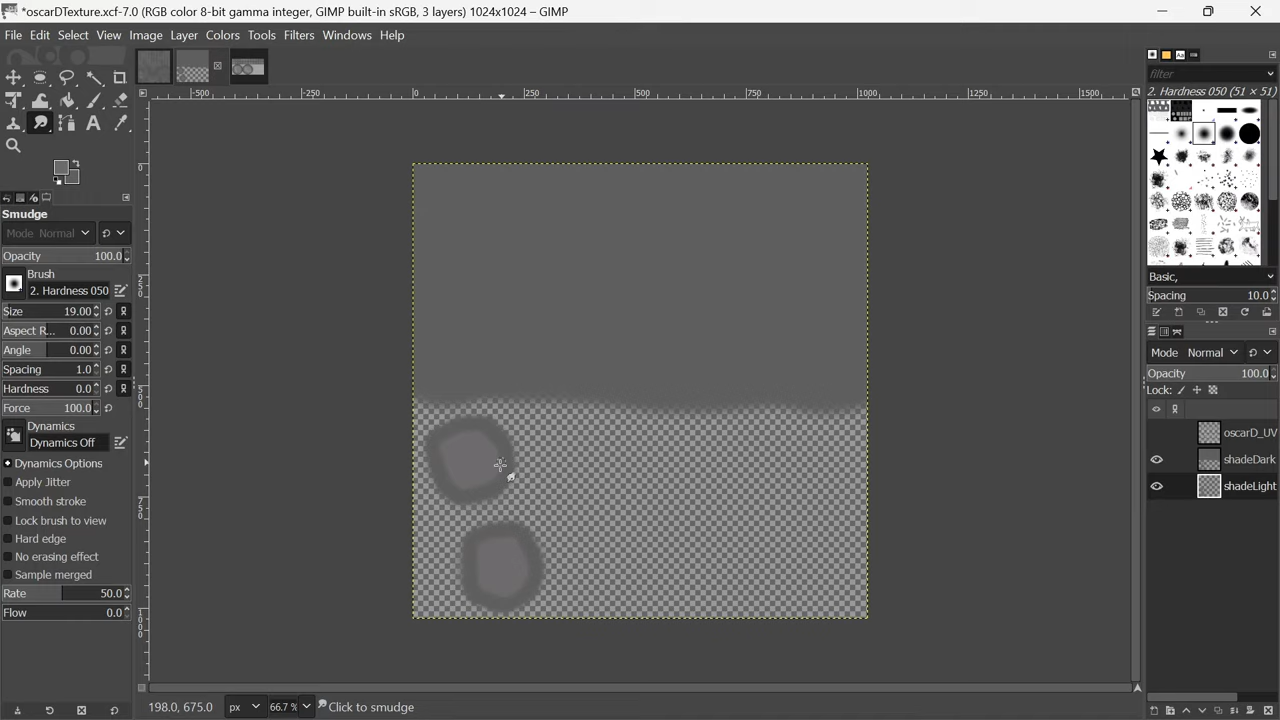 *oscarDTexture.xcf-7.0 (RGB color 8-bit gamma integer, GIMP built-in sRGB, 3 layers) 1024x1024 – GIMP
File Edit Select View Image Layer Colors Tools Filters Windows Help
-500 -250 0 250 500 750 1000 1250 1500
filter
2. Hardness 050 (51 × 51)
Smudge
Mode Normal
Opacity 100.0
Brush
2. Hardness 050
Size 19.00
Aspect R... 0.00
Angle 0.00
Spacing 1.0
Hardness 0.0
Force 100.0
Dynamics
Dynamics Off
Dynamics Options
Apply Jitter
Smooth stroke
Lock brush to view
Hard edge
No erasing effect
Sample merged
Rate 50.0
Flow 0.0
0
250
500
750
1000
Basic,
Spacing 10.0
Mode Normal
Opacity 100.0
Lock:
oscarD_UV
shadeDark
shadeLight
198.0, 675.0 px 66.7 % Click to smudge